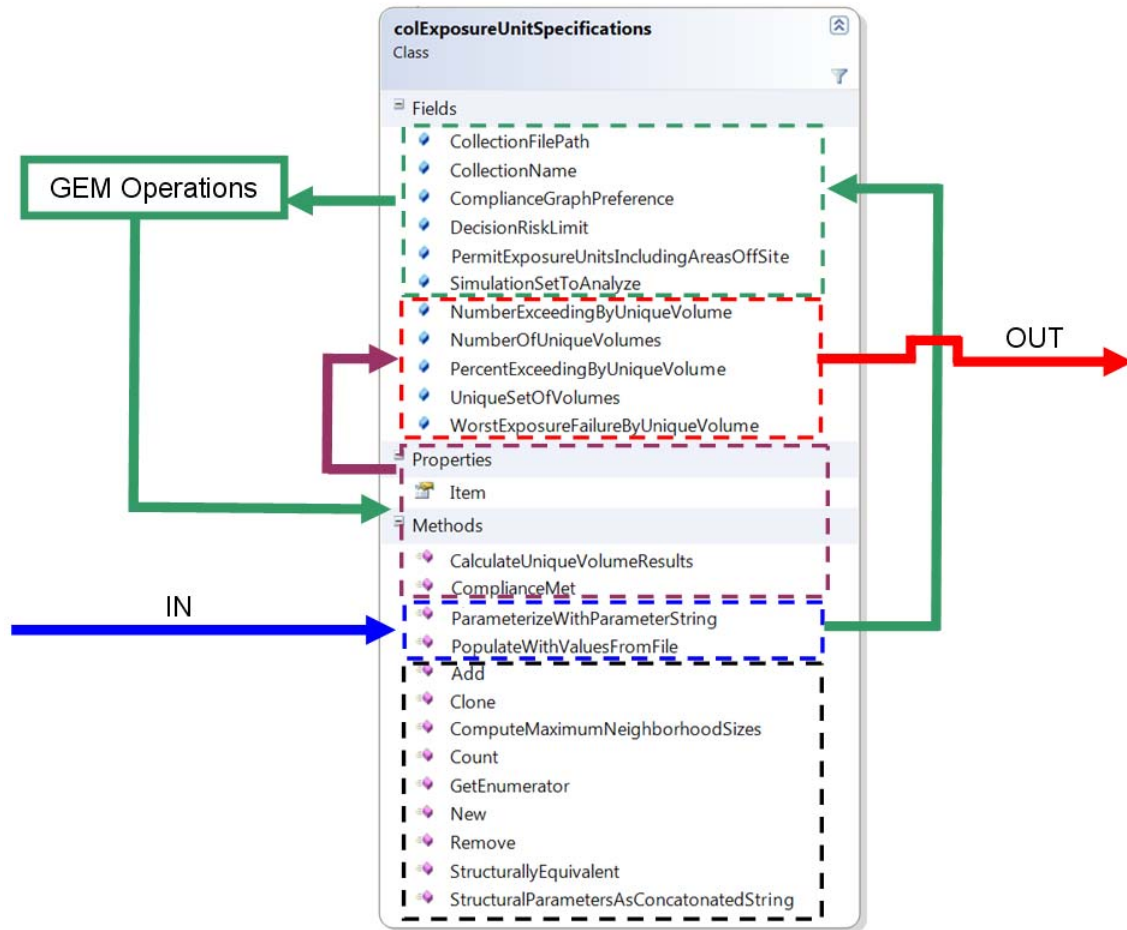 colExposureUnitSpecifications
Class
Fields
CollectionFilePath
CollectionName
ComplianceGraphPreference
DecisionRiskLimit
PermitExposureUnitsIncludingAreasOffSite
SimulationSetToAnalyze
NumberExceedingByUniqueVolume
NumberOfUniqueVolumes
PercentExceedingByUniqueVolume
UniqueSetOfVolumes
WorstExposureFailureByUniqueVolume
Properties
Item
Methods
CalculateUniqueVolumeResults
ComplianceMet
ParameterizeWithParameterString
PopulateWithValuesFromFile
Add
Clone
ComputeMaximumNeighborhoodSizes
Count
GetEnumerator
New
Remove
StructurallyEquivalent
StructuralParametersAsConcatonatedString
GEM Operations
IN
OUT